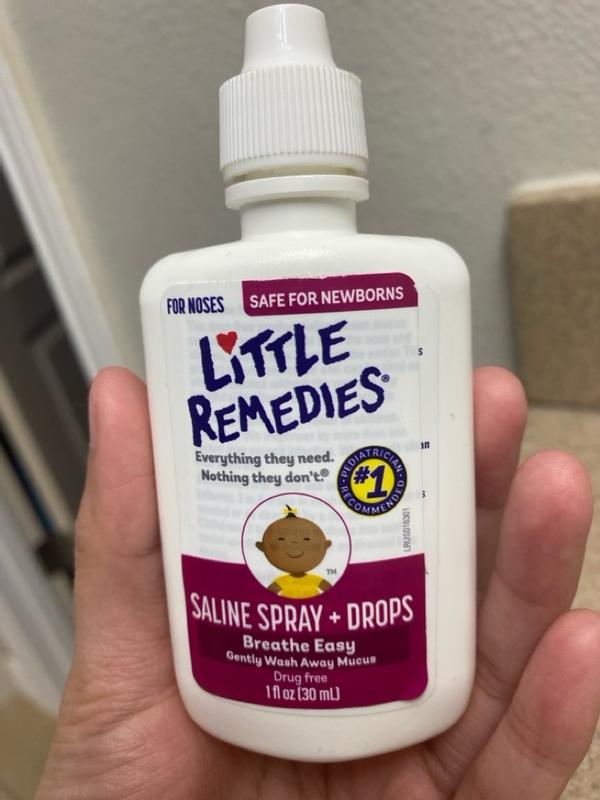 FOR NOSES
SAFE FOR NEWBORNS
LiTTLE
REMEDIES®
Everything they need.
Nothing they don't.®
PEDIATRICIAN
#1
RECOMMENDED
LRUS016301
TM
SALINE SPRAY + DROPS
Breathe Easy
Gently Wash Away Mucus
Drug free
1 fl oz (30 mL)